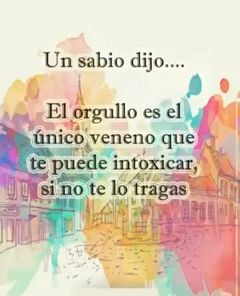 Un sabio dijo....
El orgullo es el
único veneno que
te puede intoxicar,
si no te lo tragas